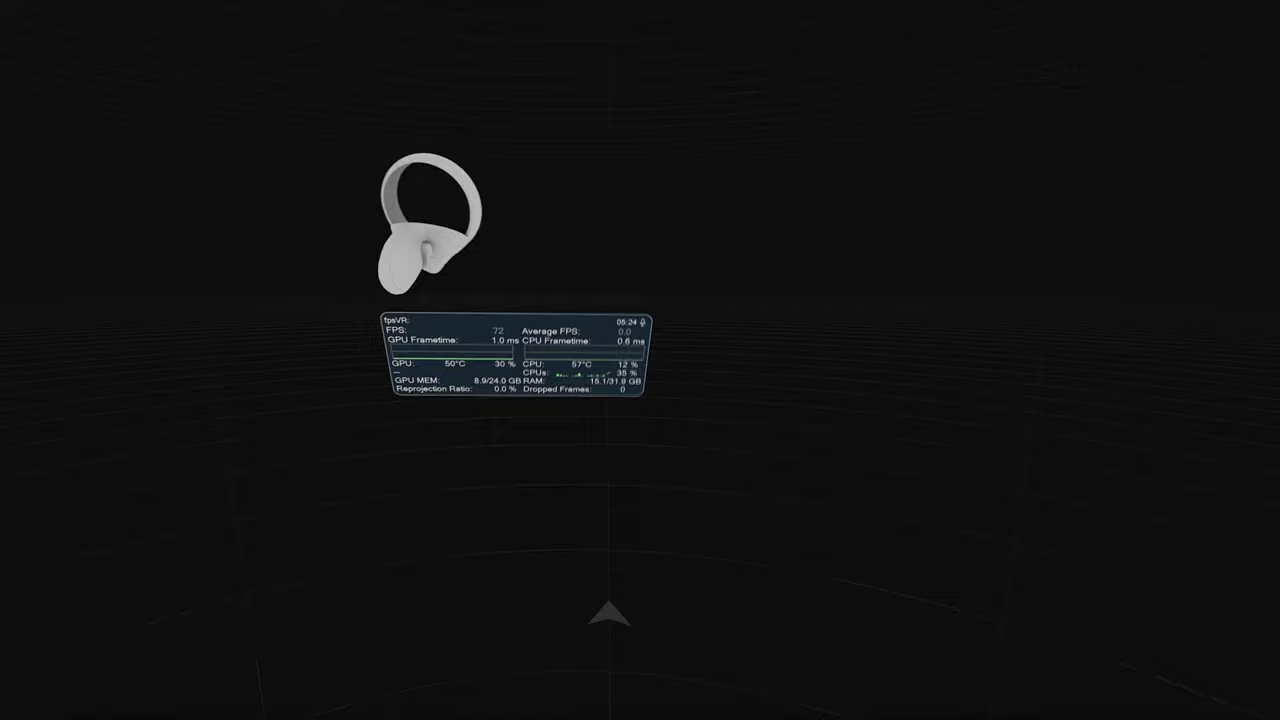 fpsVR: 05:24
FPS: 72 Average FPS: 0.0
GPU Frametime: 1.0 ms CPU Frametime: 0.6 ms
GPU: 50°C 30 % CPU: 57°C 12 %
-- CPUs: 35 %
GPU MEM: 8.9/24.0 GB RAM: 15.1/31.9 GB
Reprojection Ratio: 0.0 % Dropped Frames: 0